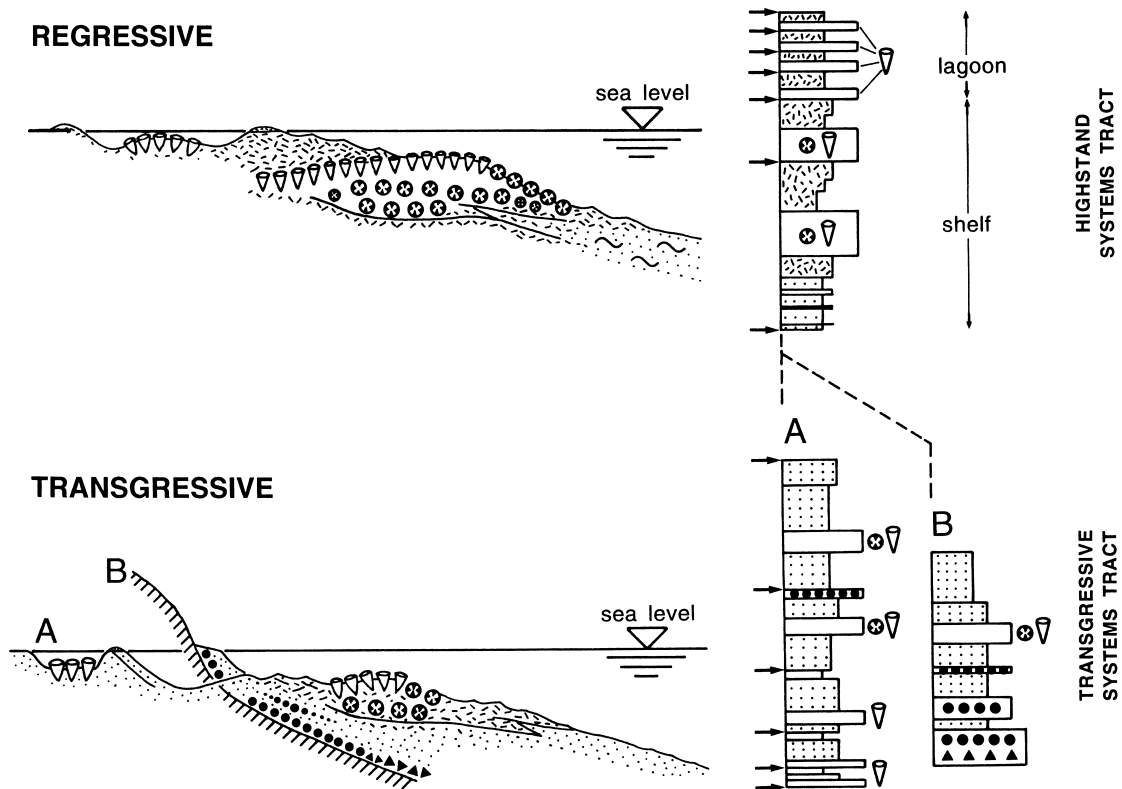 REGRESSIVE
sea level
lagoon
shelf
HIGHSTAND
SYSTEMS TRACT
TRANSGRESSIVE
B
A
sea level
A
B
TRANSGRESSIVE
SYSTEMS TRACT